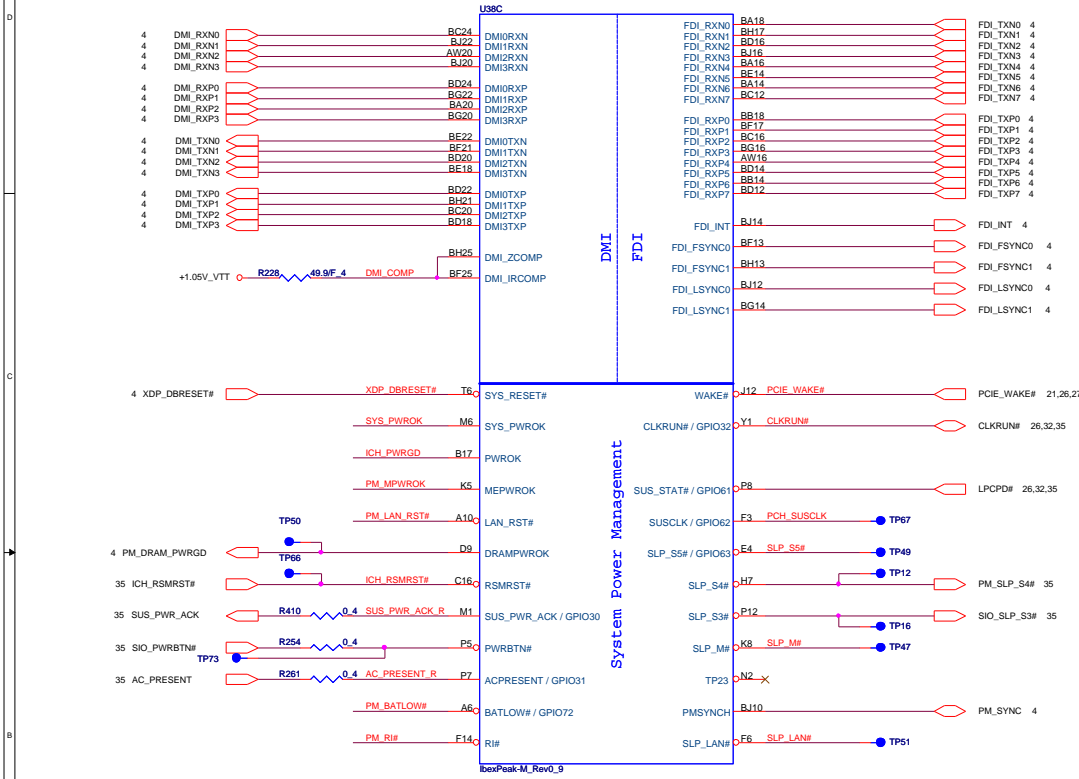 U38C
D
4 DMI_RXN0 BC24 DMI0RXN
4 DMI_RXN1 BJ22 DMI1RXN
4 DMI_RXN2 AW20 DMI2RXN
4 DMI_RXN3 BJ20 DMI3RXN
4 DMI_RXP0 BD24 DMI0RXP
4 DMI_RXP1 BG22 DMI1RXP
4 DMI_RXP2 BA20 DMI2RXP
4 DMI_RXP3 BG20 DMI3RXP
4 DMI_TXN0 BE22 DMI0TXN
4 DMI_TXN1 BF21 DMI1TXN
4 DMI_TXN2 BD20 DMI2TXN
4 DMI_TXN3 BE18 DMI3TXN
4 DMI_TXP0 BD22 DMI0TXP
4 DMI_TXP1 BH21 DMI1TXP
4 DMI_TXP2 BC20 DMI2TXP
4 DMI_TXP3 BD18 DMI3TXP
BH25 DMI_ZCOMP
+1.05V_VTT R228 49.9/F_4 DMI_COMP BF25 DMI_IRCOMP
DMI
FDI
FDI_RXN0 BA18 FDI_TXN0 4
FDI_RXN1 BH17 FDI_TXN1 4
FDI_RXN2 BD16 FDI_TXN2 4
FDI_RXN3 BJ16 FDI_TXN3 4
FDI_RXN4 BA16 FDI_TXN4 4
FDI_RXN5 BE14 FDI_TXN5 4
FDI_RXN6 BA14 FDI_TXN6 4
FDI_RXN7 BC12 FDI_TXN7 4
FDI_RXP0 BB18 FDI_TXP0 4
FDI_RXP1 BF17 FDI_TXP1 4
FDI_RXP2 BC16 FDI_TXP2 4
FDI_RXP3 BG16 FDI_TXP3 4
FDI_RXP4 AW16 FDI_TXP4 4
FDI_RXP5 BD14 FDI_TXP5 4
FDI_RXP6 BB14 FDI_TXP6 4
FDI_RXP7 BD12 FDI_TXP7 4
FDI_INT BJ14 FDI_INT 4
FDI_FSYNC0 BF13 FDI_FSYNC0 4
FDI_FSYNC1 BH13 FDI_FSYNC1 4
FDI_LSYNC0 BJ12 FDI_LSYNC0 4
FDI_LSYNC1 BG14 FDI_LSYNC1 4
C
4 XDP_DBRESET# XDP_DBRESET# T6 SYS_RESET#
SYS_PWROK M6 SYS_PWROK
ICH_PWRGD B17 PWROK
PM_MPWROK K5 MEPWROK
PM_LAN_RST# A10 LAN_RST#
TP50
4 PM_DRAM_PWRGD D9 DRAMPWROK
TP66
35 ICH_RSMRST# ICH_RSMRST# C16 RSMRST#
35 SUS_PWR_ACK R410 0_4 SUS_PWR_ACK_R M1 SUS_PWR_ACK / GPIO30
35 SIO_PWRBTN# R254 0_4 P5 PWRBTN#
TP73
35 AC_PRESENT R261 0_4 AC_PRESENT_R P7 ACPRESENT / GPIO31
PM_BATLOW# A6 BATLOW# / GPIO72
B
PM_RI# F14 RI#
System Power Management
WAKE# J12 PCIE_WAKE# PCIE_WAKE# 21,26,27
CLKRUN# / GPIO32 Y1 CLKRUN# CLKRUN# 26,32,35
SUS_STAT# / GPIO61 P8 LPCPD# 26,32,35
SUSCLK / GPIO62 F3 PCH_SUSCLK TP67
SLP_S5# / GPIO63 E4 SLP_S5# TP49
TP12
SLP_S4# H7 PM_SLP_S4# 35
SLP_S3# P12 SIO_SLP_S3# 35
TP16
SLP_M# K8 SLP_M# TP47
TP23 N2
PMSYNCH BJ10 PM_SYNC 4
SLP_LAN# F6 SLP_LAN# TP51
IbexPeak-M_Rev0_9